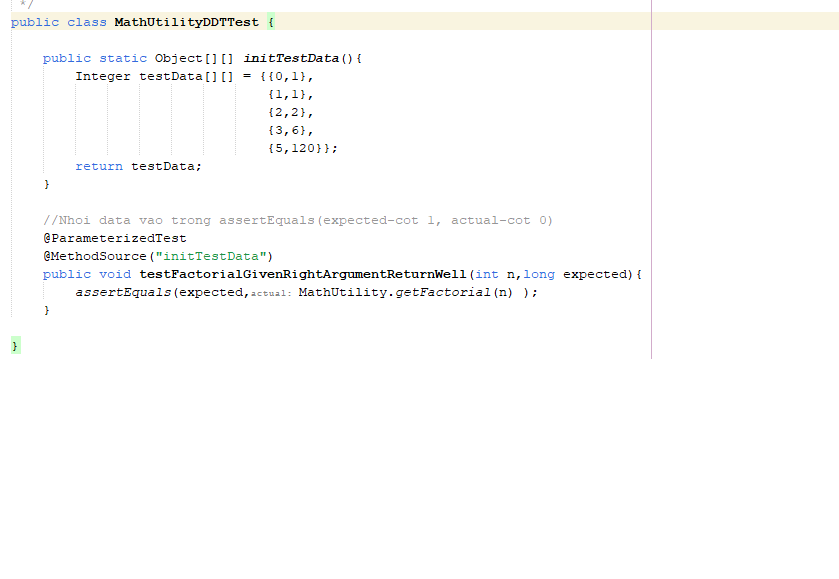 */
public class MathUtilityDDTTest {
public static Object[][] initTestData(){
Integer testData[][] = {{0,1},
{1,1},
{2,2},
{3,6},
{5,120}};
return testData;
}
//Nhoi data vao trong assertEquals(expected-cot 1, actual-cot 0)
@ParameterizedTest
@MethodSource("initTestData")
public void testFactorialGivenRightArgumentReturnWell(int n,long expected){
assertEquals(expected,actual: MathUtility.getFactorial(n) );
}
}